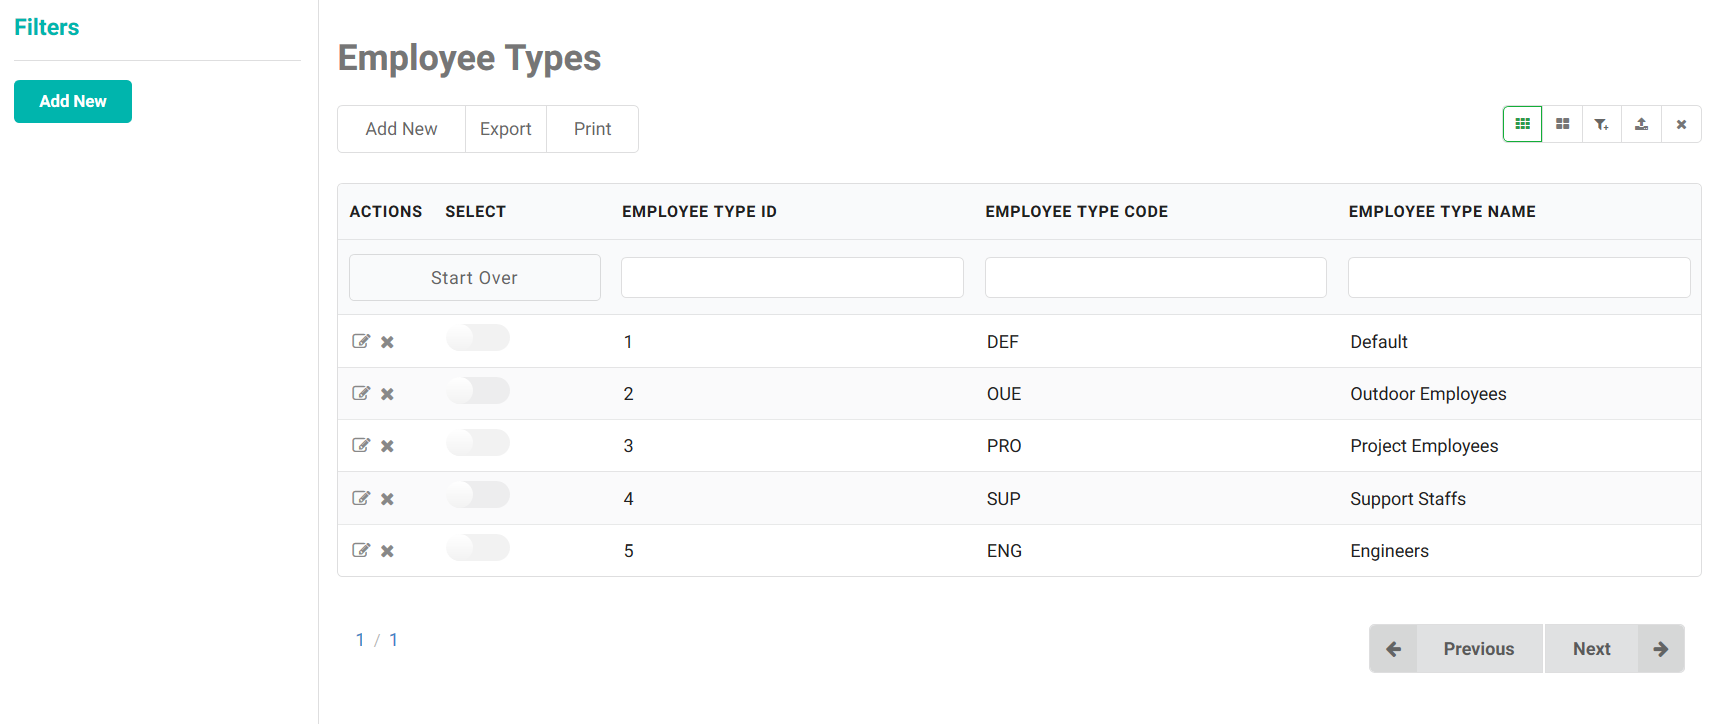 Filters
Add New
Employee Types
Add New Export Print
ACTIONS SELECT EMPLOYEE TYPE ID EMPLOYEE TYPE CODE EMPLOYEE TYPE NAME
Start Over
1 DEF Default
2 OUE Outdoor Employees
3 PRO Project Employees
4 SUP Support Staffs
5 ENG Engineers
1 / 1
Previous Next